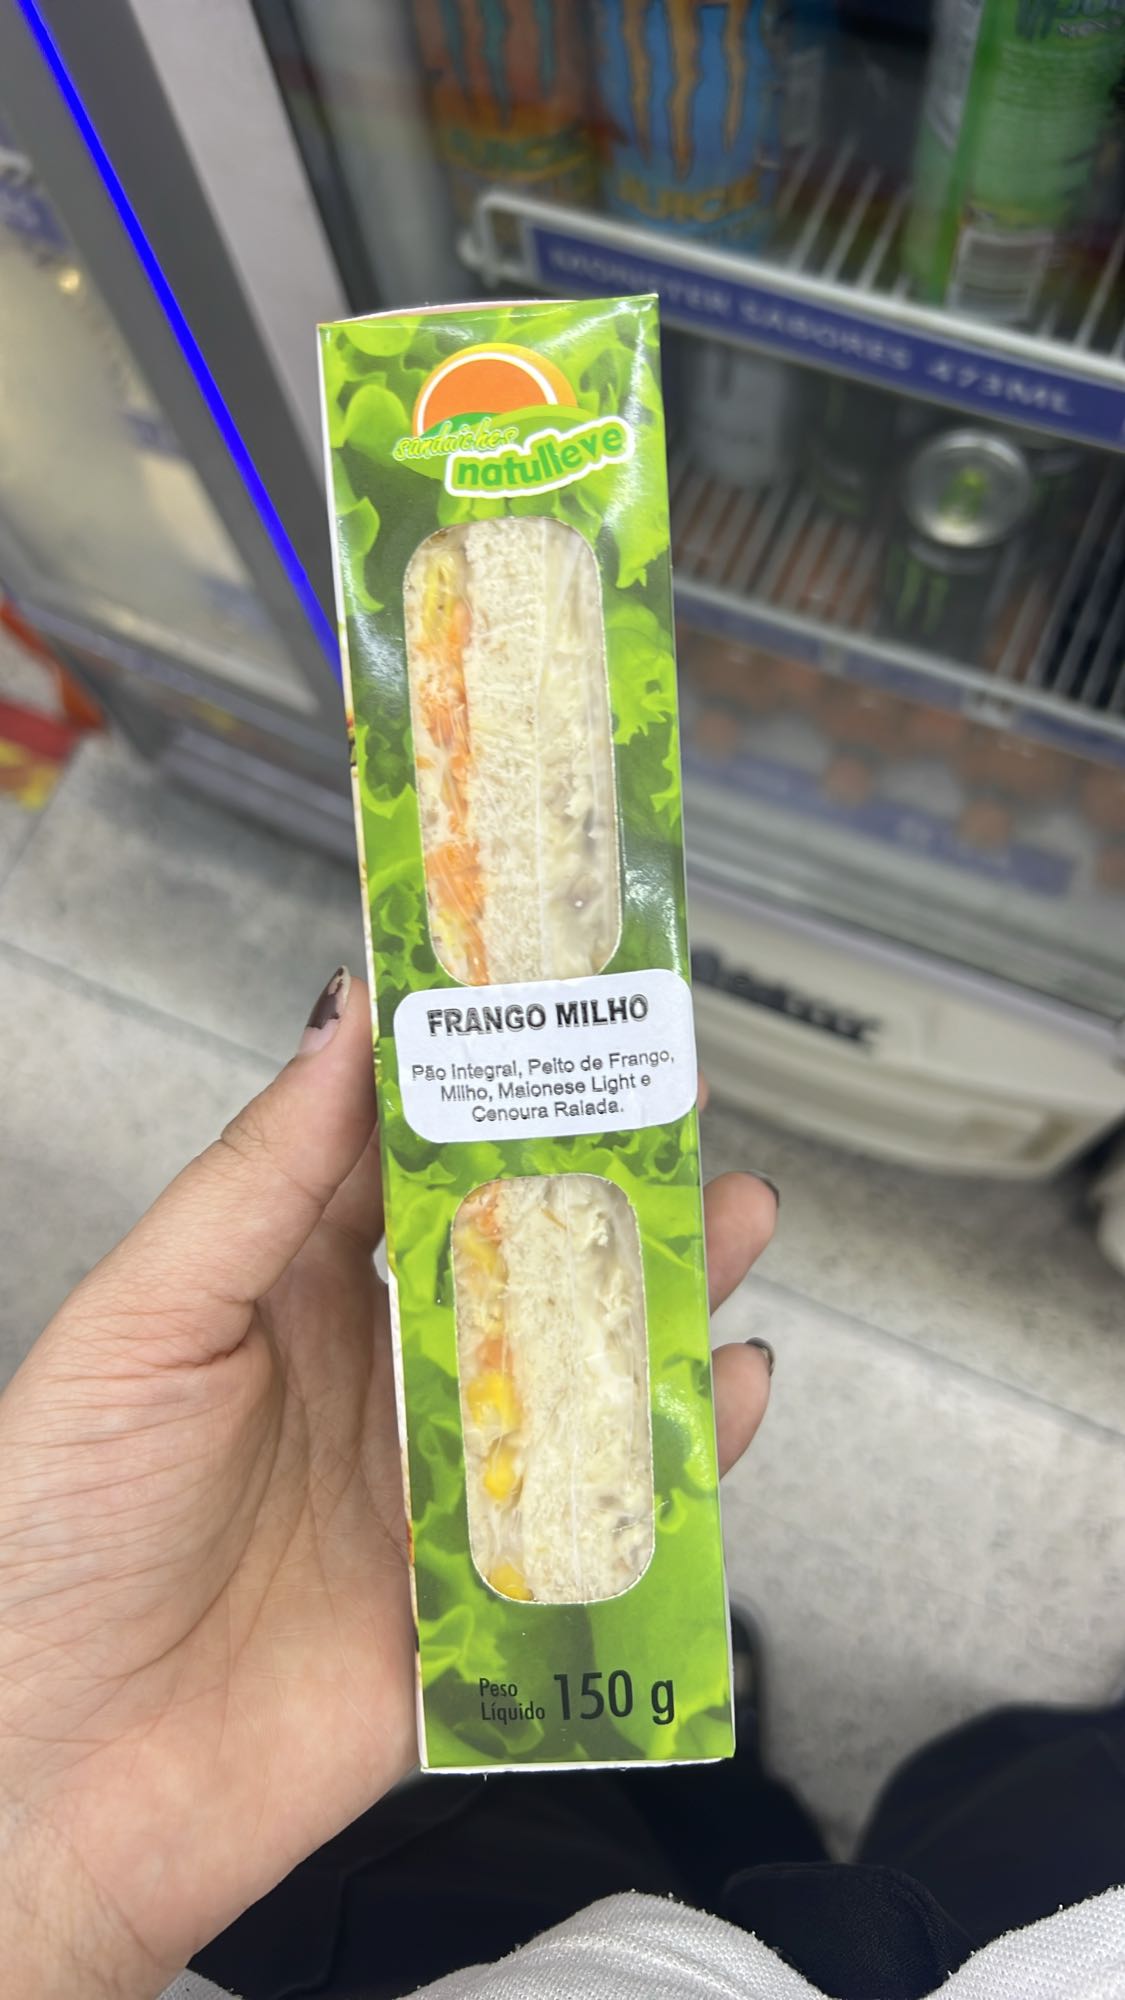 JUICE
MONSTER SABORES 473ML
sanduiches
natulleve
FRANGO MILHO
Pão Integral, Peito de Frango,
Milho, Maionese Light e
Cenoura Ralada.
Peso
Líquido 150 g